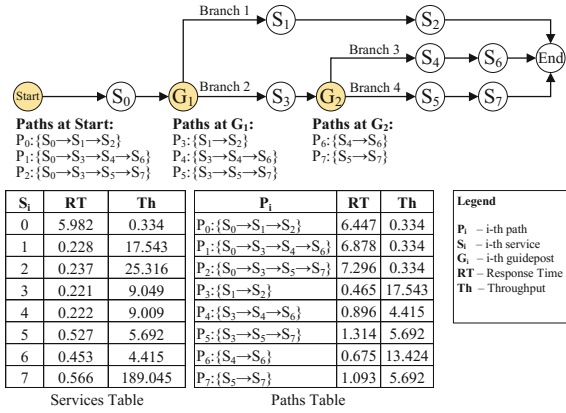 Branch 1
S1
S2
Branch 3
S4
S6
End
Start
S0
G1
Branch 2
S3
G2
Branch 4
S5
S7
Paths at Start:
P0:{S0→S1→S2}
P1:{S0→S3→S4→S6}
P2:{S0→S3→S5→S7}
Paths at G1:
P3:{S1→S2}
P4:{S3→S4→S6}
P5:{S3→S5→S7}
Paths at G2:
P6:{S4→S6}
P7:{S5→S7}
Si RT Th
0 5.982 0.334
1 0.228 17.543
2 0.237 25.316
3 0.221 9.049
4 0.222 9.009
5 0.527 5.692
6 0.453 4.415
7 0.566 189.045
Services Table
Pi RT Th
P0:{S0→S1→S2} 6.447 0.334
P1:{S0→S3→S4→S6} 6.878 0.334
P2:{S0→S3→S5→S7} 7.296 0.334
P3:{S1→S2} 0.465 17.543
P4:{S3→S4→S6} 0.896 4.415
P5:{S3→S5→S7} 1.314 5.692
P6:{S4→S6} 0.675 13.424
P7:{S5→S7} 1.093 5.692
Paths Table
Legend
Pi – i-th path
Si – i-th service
Gi – i-th guidepost
RT – Response Time
Th – Throughput